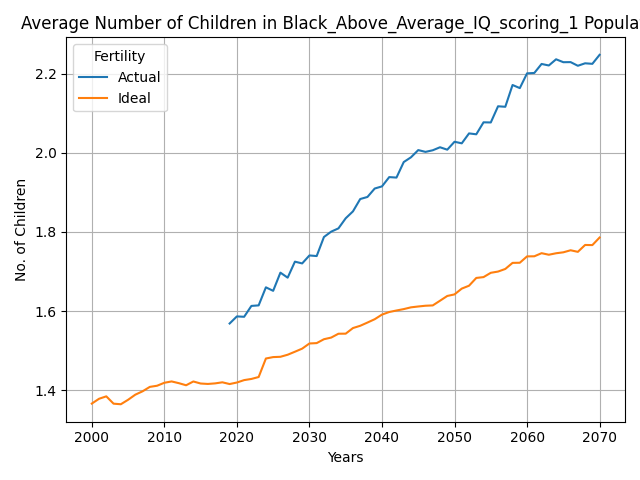 Average Number of Children in Black_Above_Average_IQ_scoring_1 Popula
Fertility
Actual
Ideal
2.2
2.0
1.8
1.6
1.4
No. of Children
2000 2010 2020 2030 2040 2050 2060 2070
Years